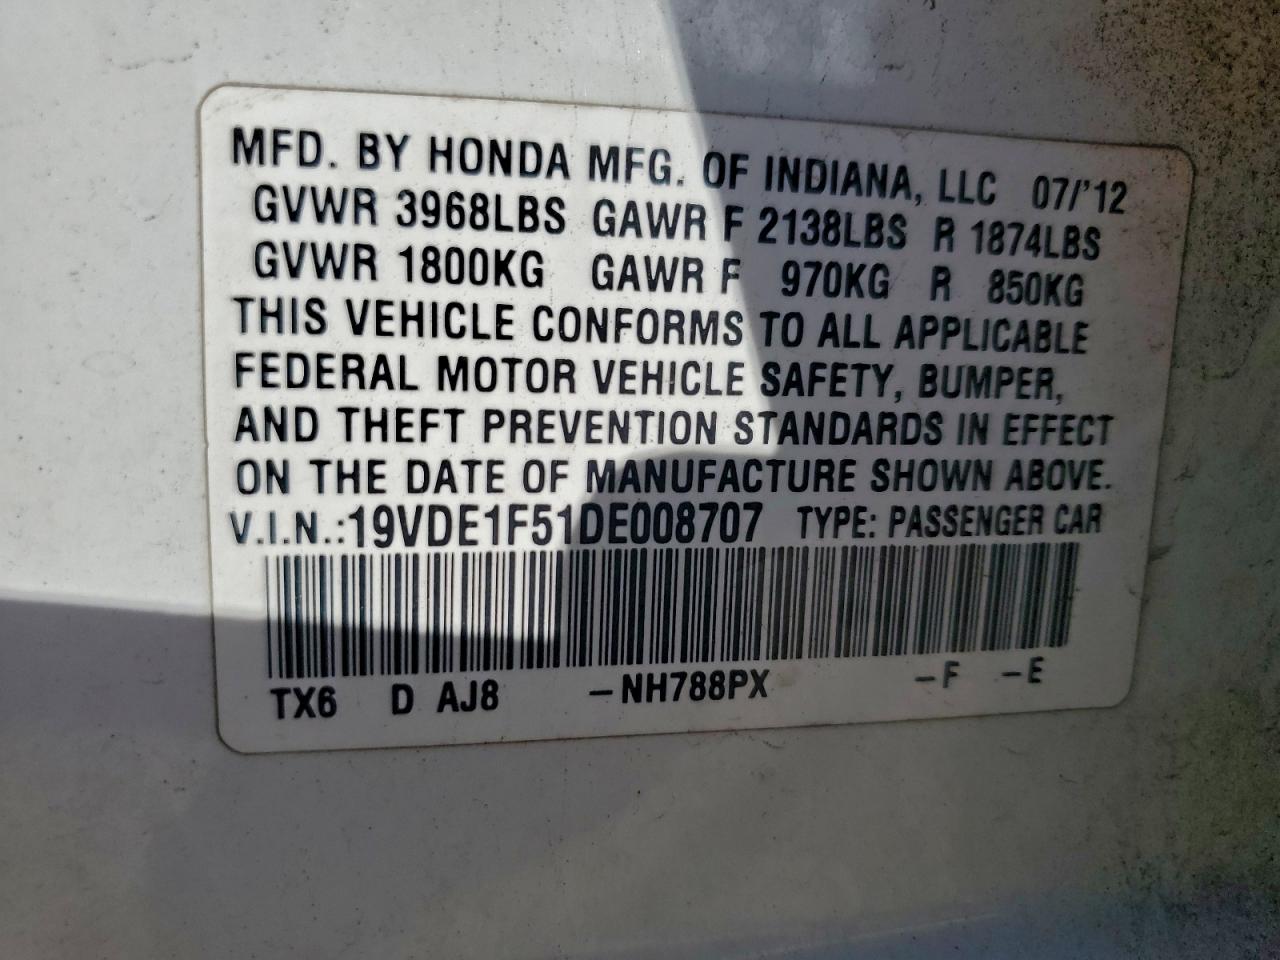 MFD. BY HONDA MFG. OF INDIANA, LLC 07/'12
GVWR 3968LBS GAWR F 2138LBS R 1874LBS
GVWR 1800KG GAWR F 970KG R 850KG
THIS VEHICLE CONFORMS TO ALL APPLICABLE
FEDERAL MOTOR VEHICLE SAFETY, BUMPER,
AND THEFT PREVENTION STANDARDS IN EFFECT
ON THE DATE OF MANUFACTURE SHOWN ABOVE.
V.I.N.:19VDE1F51DE008707 TYPE: PASSENGER CAR
TX6 D AJ8 -NH788PX -F -E